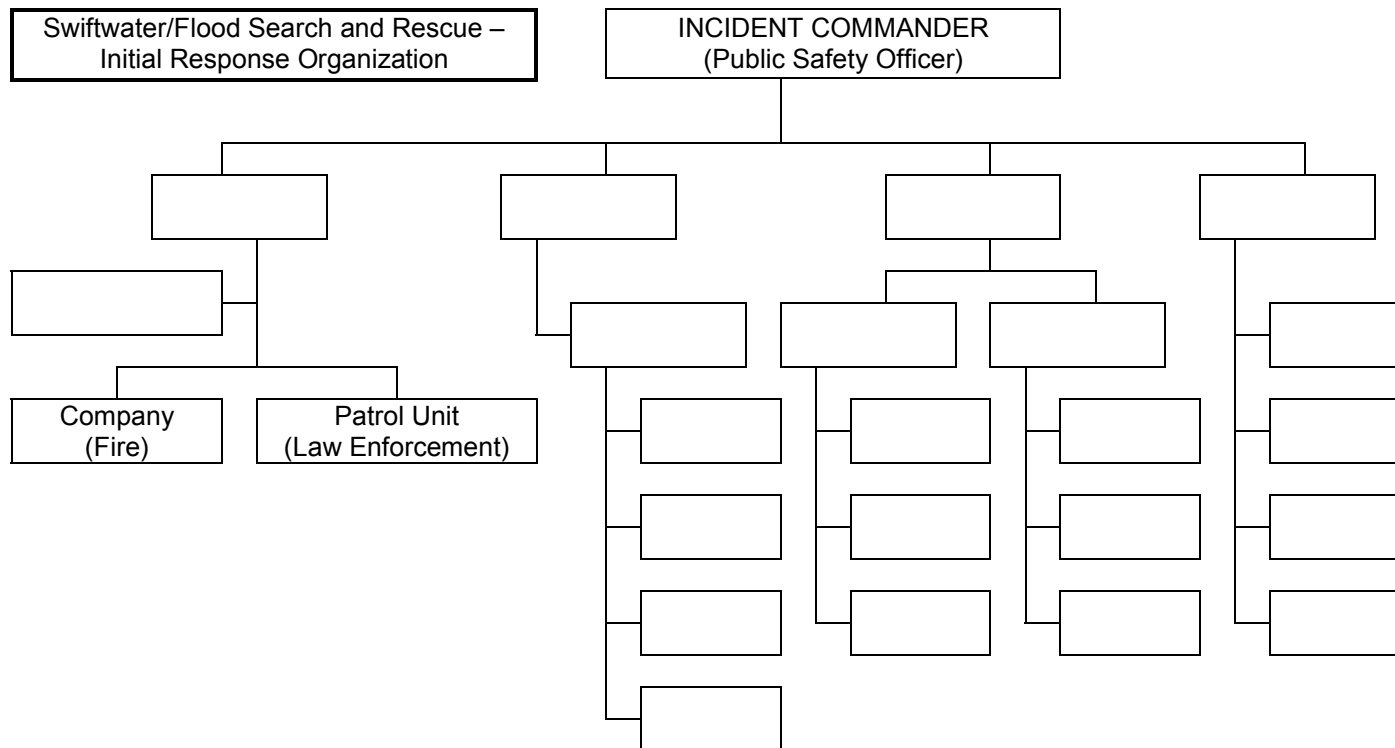 Swiftwater/Flood Search and Rescue –
Initial Response Organization
INCIDENT COMMANDER
(Public Safety Officer)
Company
(Fire)
Patrol Unit
(Law Enforcement)